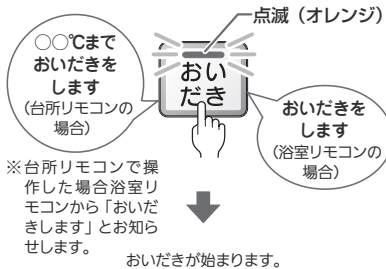 点滅（オレンジ）
○○℃まで
おいだきを
します
（台所リモコンの
場合）
おい
だき
おいだきを
します
（浴室リモコンの
場合）
※台所リモコンで操
作した場合浴室リ
モコンから「おいだ
きします」とお知ら
せします。
おいだきが始まります。